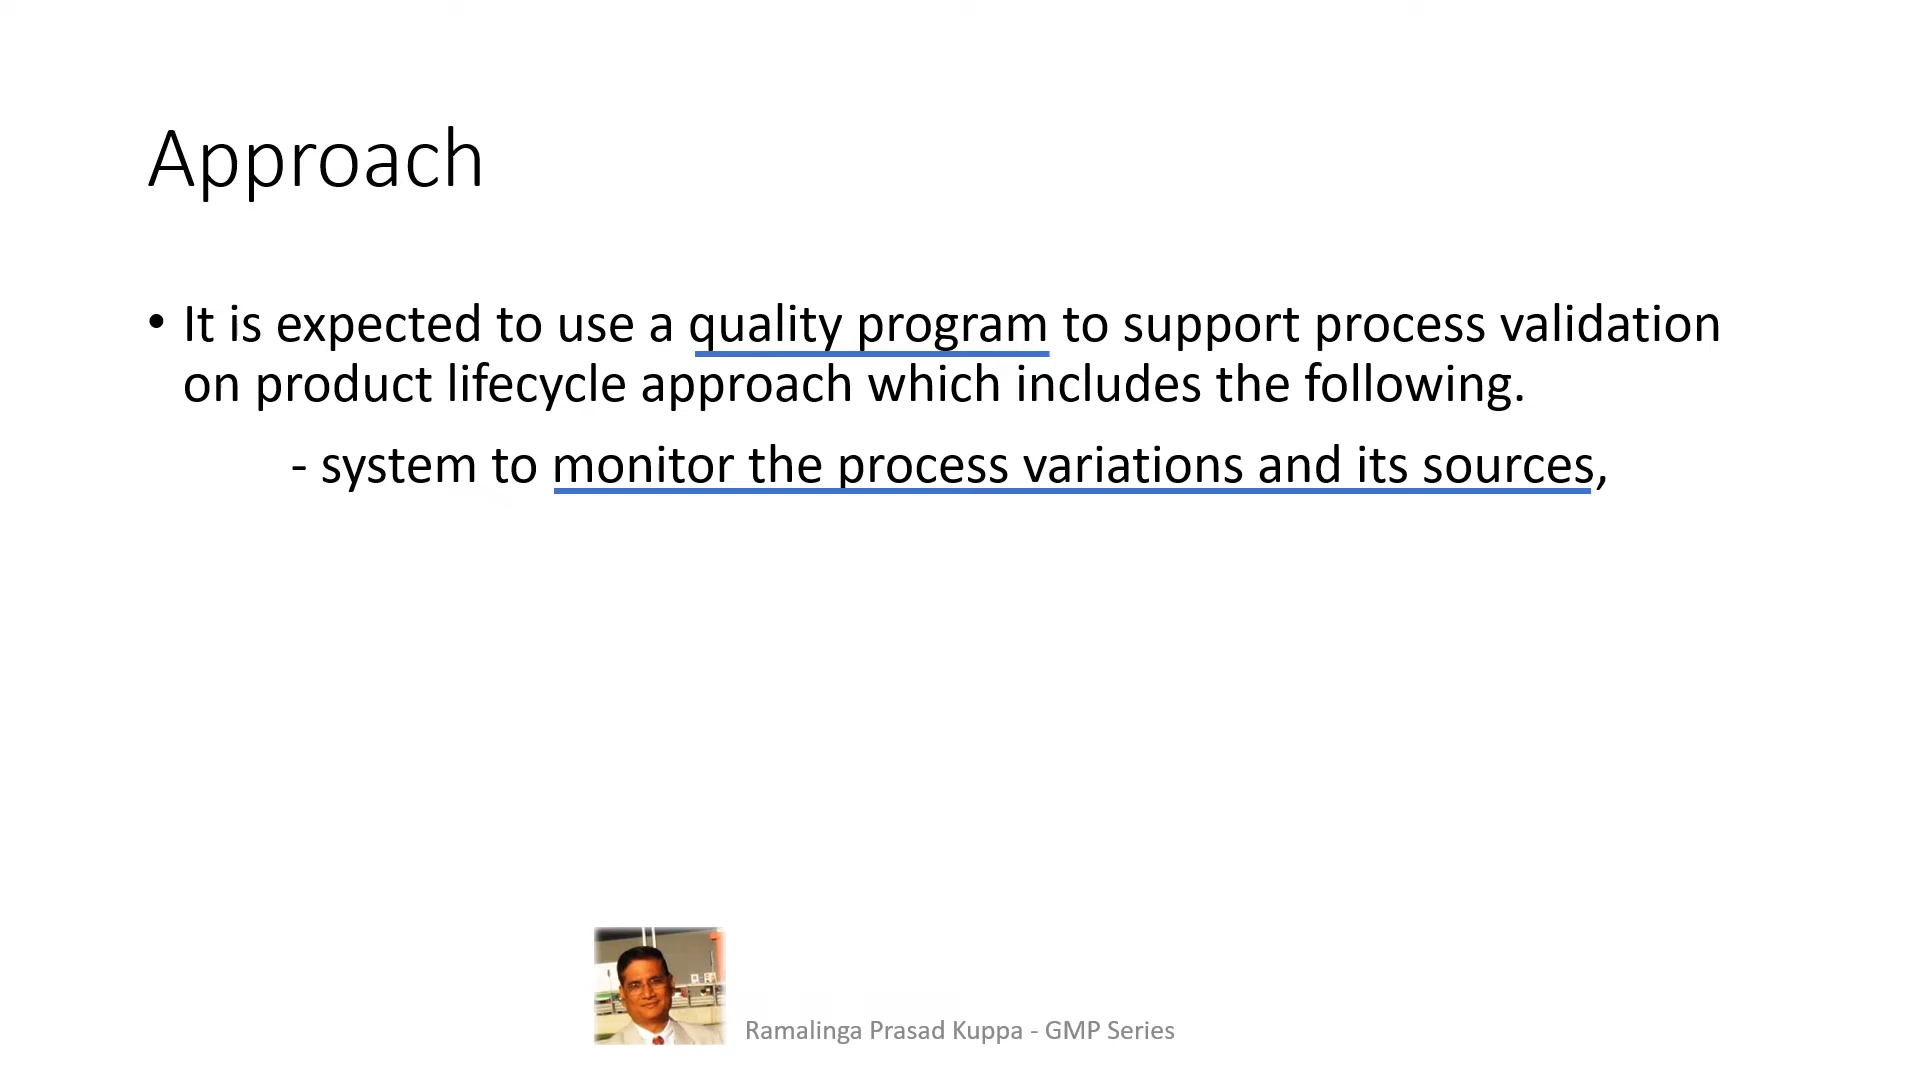 Approach
• It is expected to use a quality program to support process validation
on product lifecycle approach which includes the following.
- system to monitor the process variations and its sources,
Ramalinga Prasad Kuppa - GMP Series